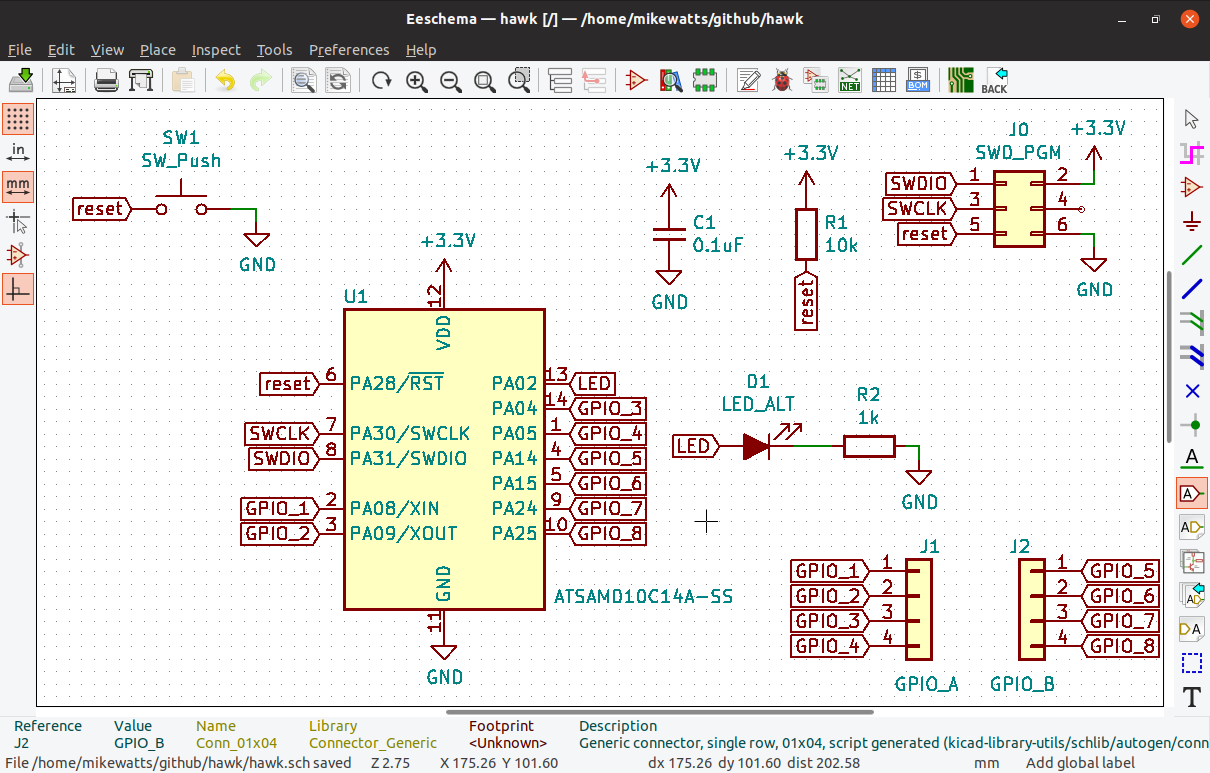 Eeschema — hawk [/] — /home/mikewatts/github/hawk
File Edit View Place Inspect Tools Preferences Help
NET
BOM
BACK
in
mm
SW1
SW_Push
reset
GND
+3.3V
C1
0.1uF
GND
+3.3V
R1
10k
reset
J0
SWD_PGM
+3.3V
SWDIO 1 2
SWCLK 3 4
reset 5 6
GND
+3.3V
12
U1
VDD
reset 6 PA28/RST PA02 13 LED
PA04 14 GPIO_3
SWCLK 7 PA30/SWCLK PA05 1 GPIO_4
SWDIO 8 PA31/SWDIO PA14 4 GPIO_5
PA15 5 GPIO_6
GPIO_1 2 PA08/XIN PA24 9 GPIO_7
GPIO_2 3 PA09/XOUT PA25 10 GPIO_8
GND
ATSAMD10C14A-SS
11
GND
D1
LED_ALT
LED
R2
1k
GND
J1
GPIO_1 1
GPIO_2 2
GPIO_3 3
GPIO_4 4
GPIO_A
J2
1 GPIO_5
2 GPIO_6
3 GPIO_7
4 GPIO_8
GPIO_B
A
A
AD
AD
DA
T
Reference Value Name Library Footprint Description
J2 GPIO_B Conn_01x04 Connector_Generic <Unknown> Generic connector, single row, 01x04, script generated (kicad-library-utils/schlib/autogen/conn
File /home/mikewatts/github/hawk/hawk.sch saved Z 2.75 X 175.26 Y 101.60 dx 175.26 dy 101.60 dist 202.58 mm Add global label